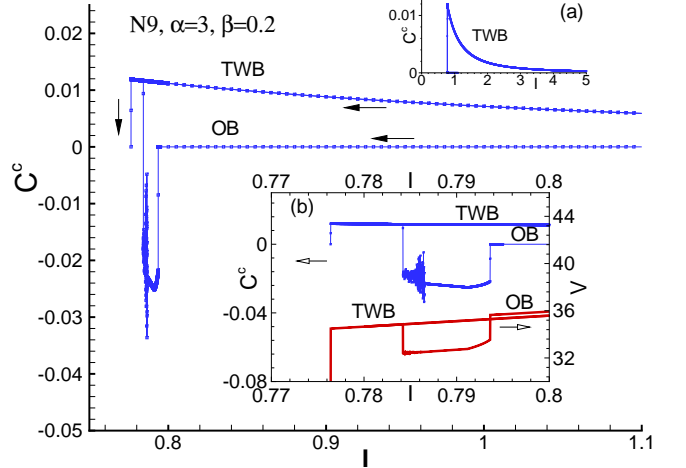 N9, α=3, β=0.2
(a)
0.01
C^c
TWB
0
0 1 2 3 4 5
I
0.02
0.01
0
-0.01
-0.02
-0.03
-0.04
-0.05
C^c
TWB
OB
0.77 0.78 I 0.79 0.8
(b)
TWB
OB
0
-0.04
-0.08
C^c
44
40
36
32
V
TWB
OB
0.77 0.78 I 0.79 0.8
0.8 0.9 1 1.1
I